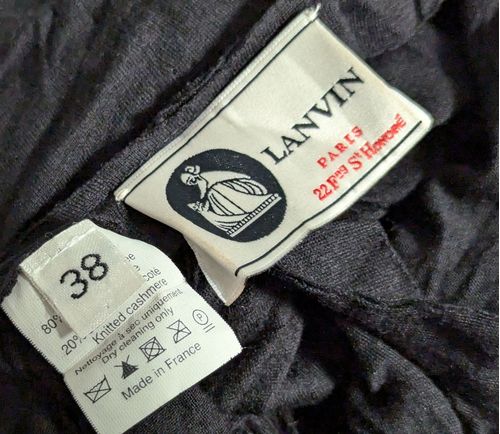 LANVIN
PARIS
22 Fbg St Honoré
38
80%
20%
Knitted cashmere
Nettoyage à sec uniquement
Dry cleaning only
P
Made in France